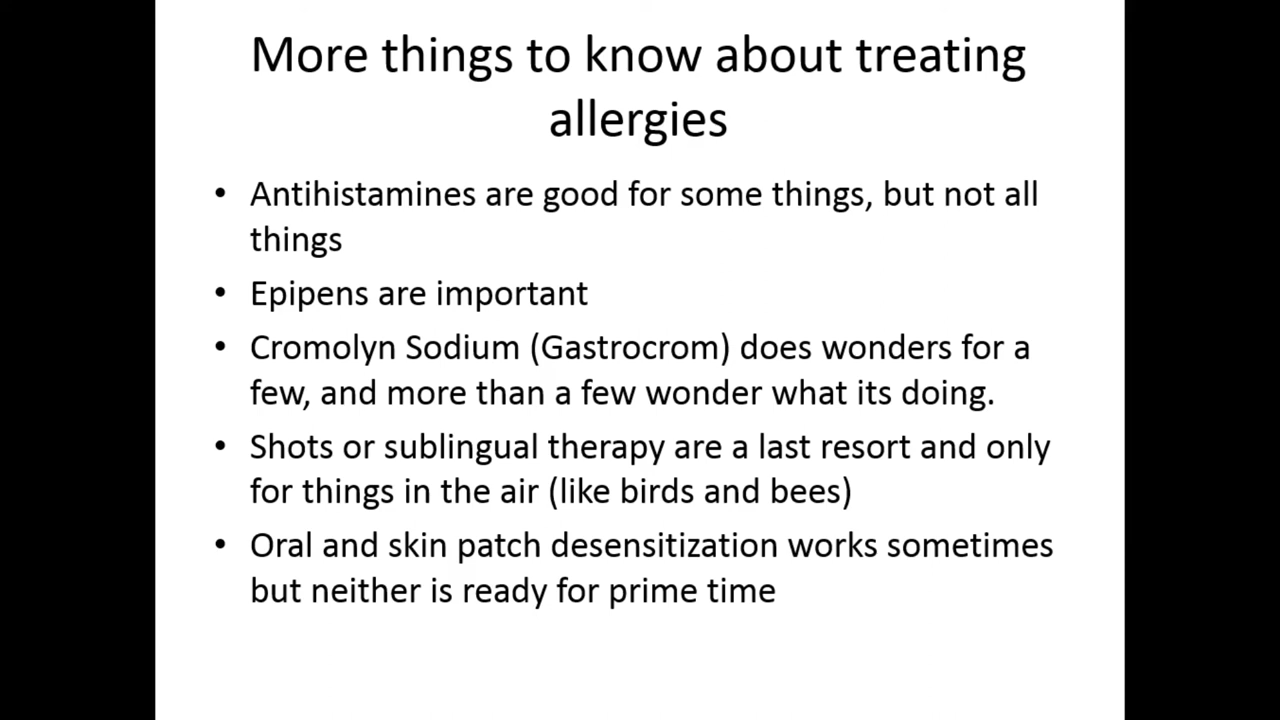 More things to know about treating
allergies
• Antihistamines are good for some things, but not all
things
• Epipens are important
• Cromolyn Sodium (Gastrocrom) does wonders for a
few, and more than a few wonder what its doing.
• Shots or sublingual therapy are a last resort and only
for things in the air (like birds and bees)
• Oral and skin patch desensitization works sometimes
but neither is ready for prime time